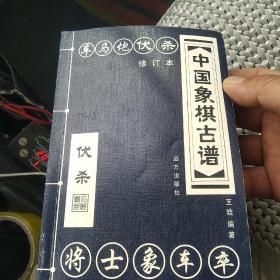 车马炮伏杀
修订本
中国象棋古谱
远方出版社
王晗 编著
伏杀
将士象车卒